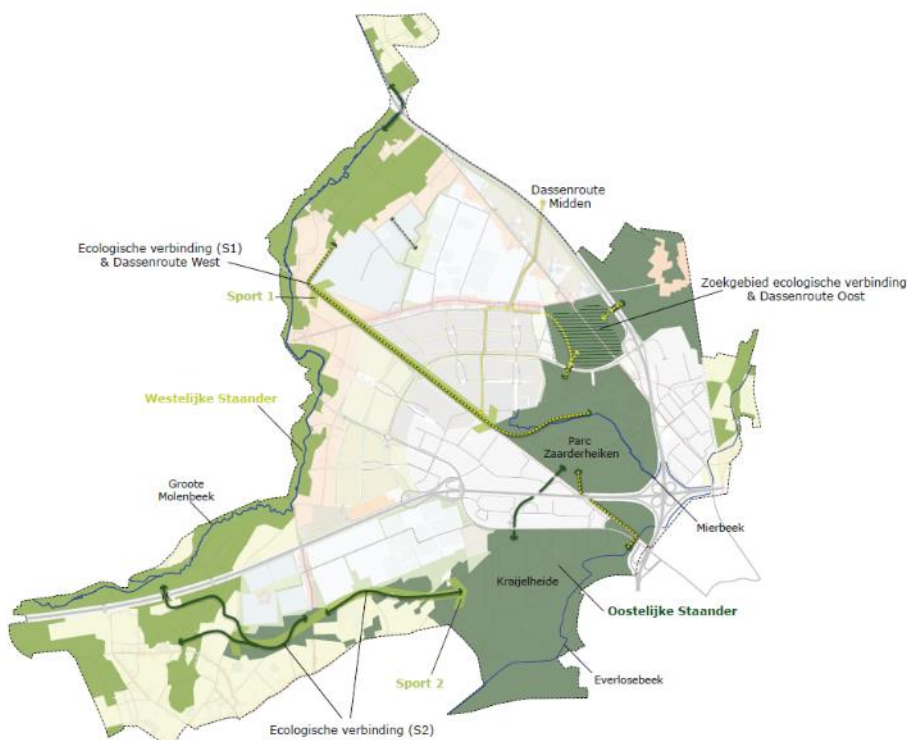 Dassenroute
Midden
Ecologische verbinding (S1)
& Dassenroute West
Zoekgebied ecologische verbinding
& Dassenroute Oost
Sport 1
Westelijke Staander
Parc
Zaarderheiken
Groote
Molenbeek
Mierbeek
Kraijelheide
Oostelijke Staander
Everlosebeek
Sport 2
Ecologische verbinding (S2)